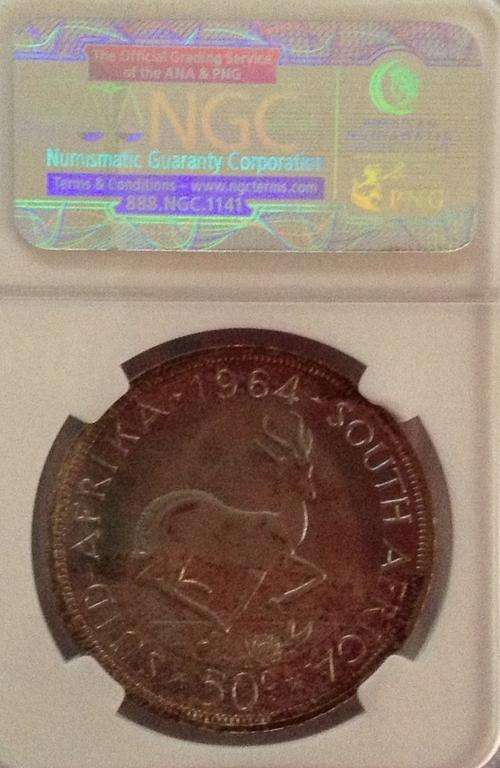 The Official Grading Service
of the ANA & PNG
NGC
Numismatic Guaranty Corporation
Terms & Conditions – www.ngcterms.com
888.NGC.1141
PNG
SUID-AFRIKA · 1964 · SOUTH AFRICA
50c